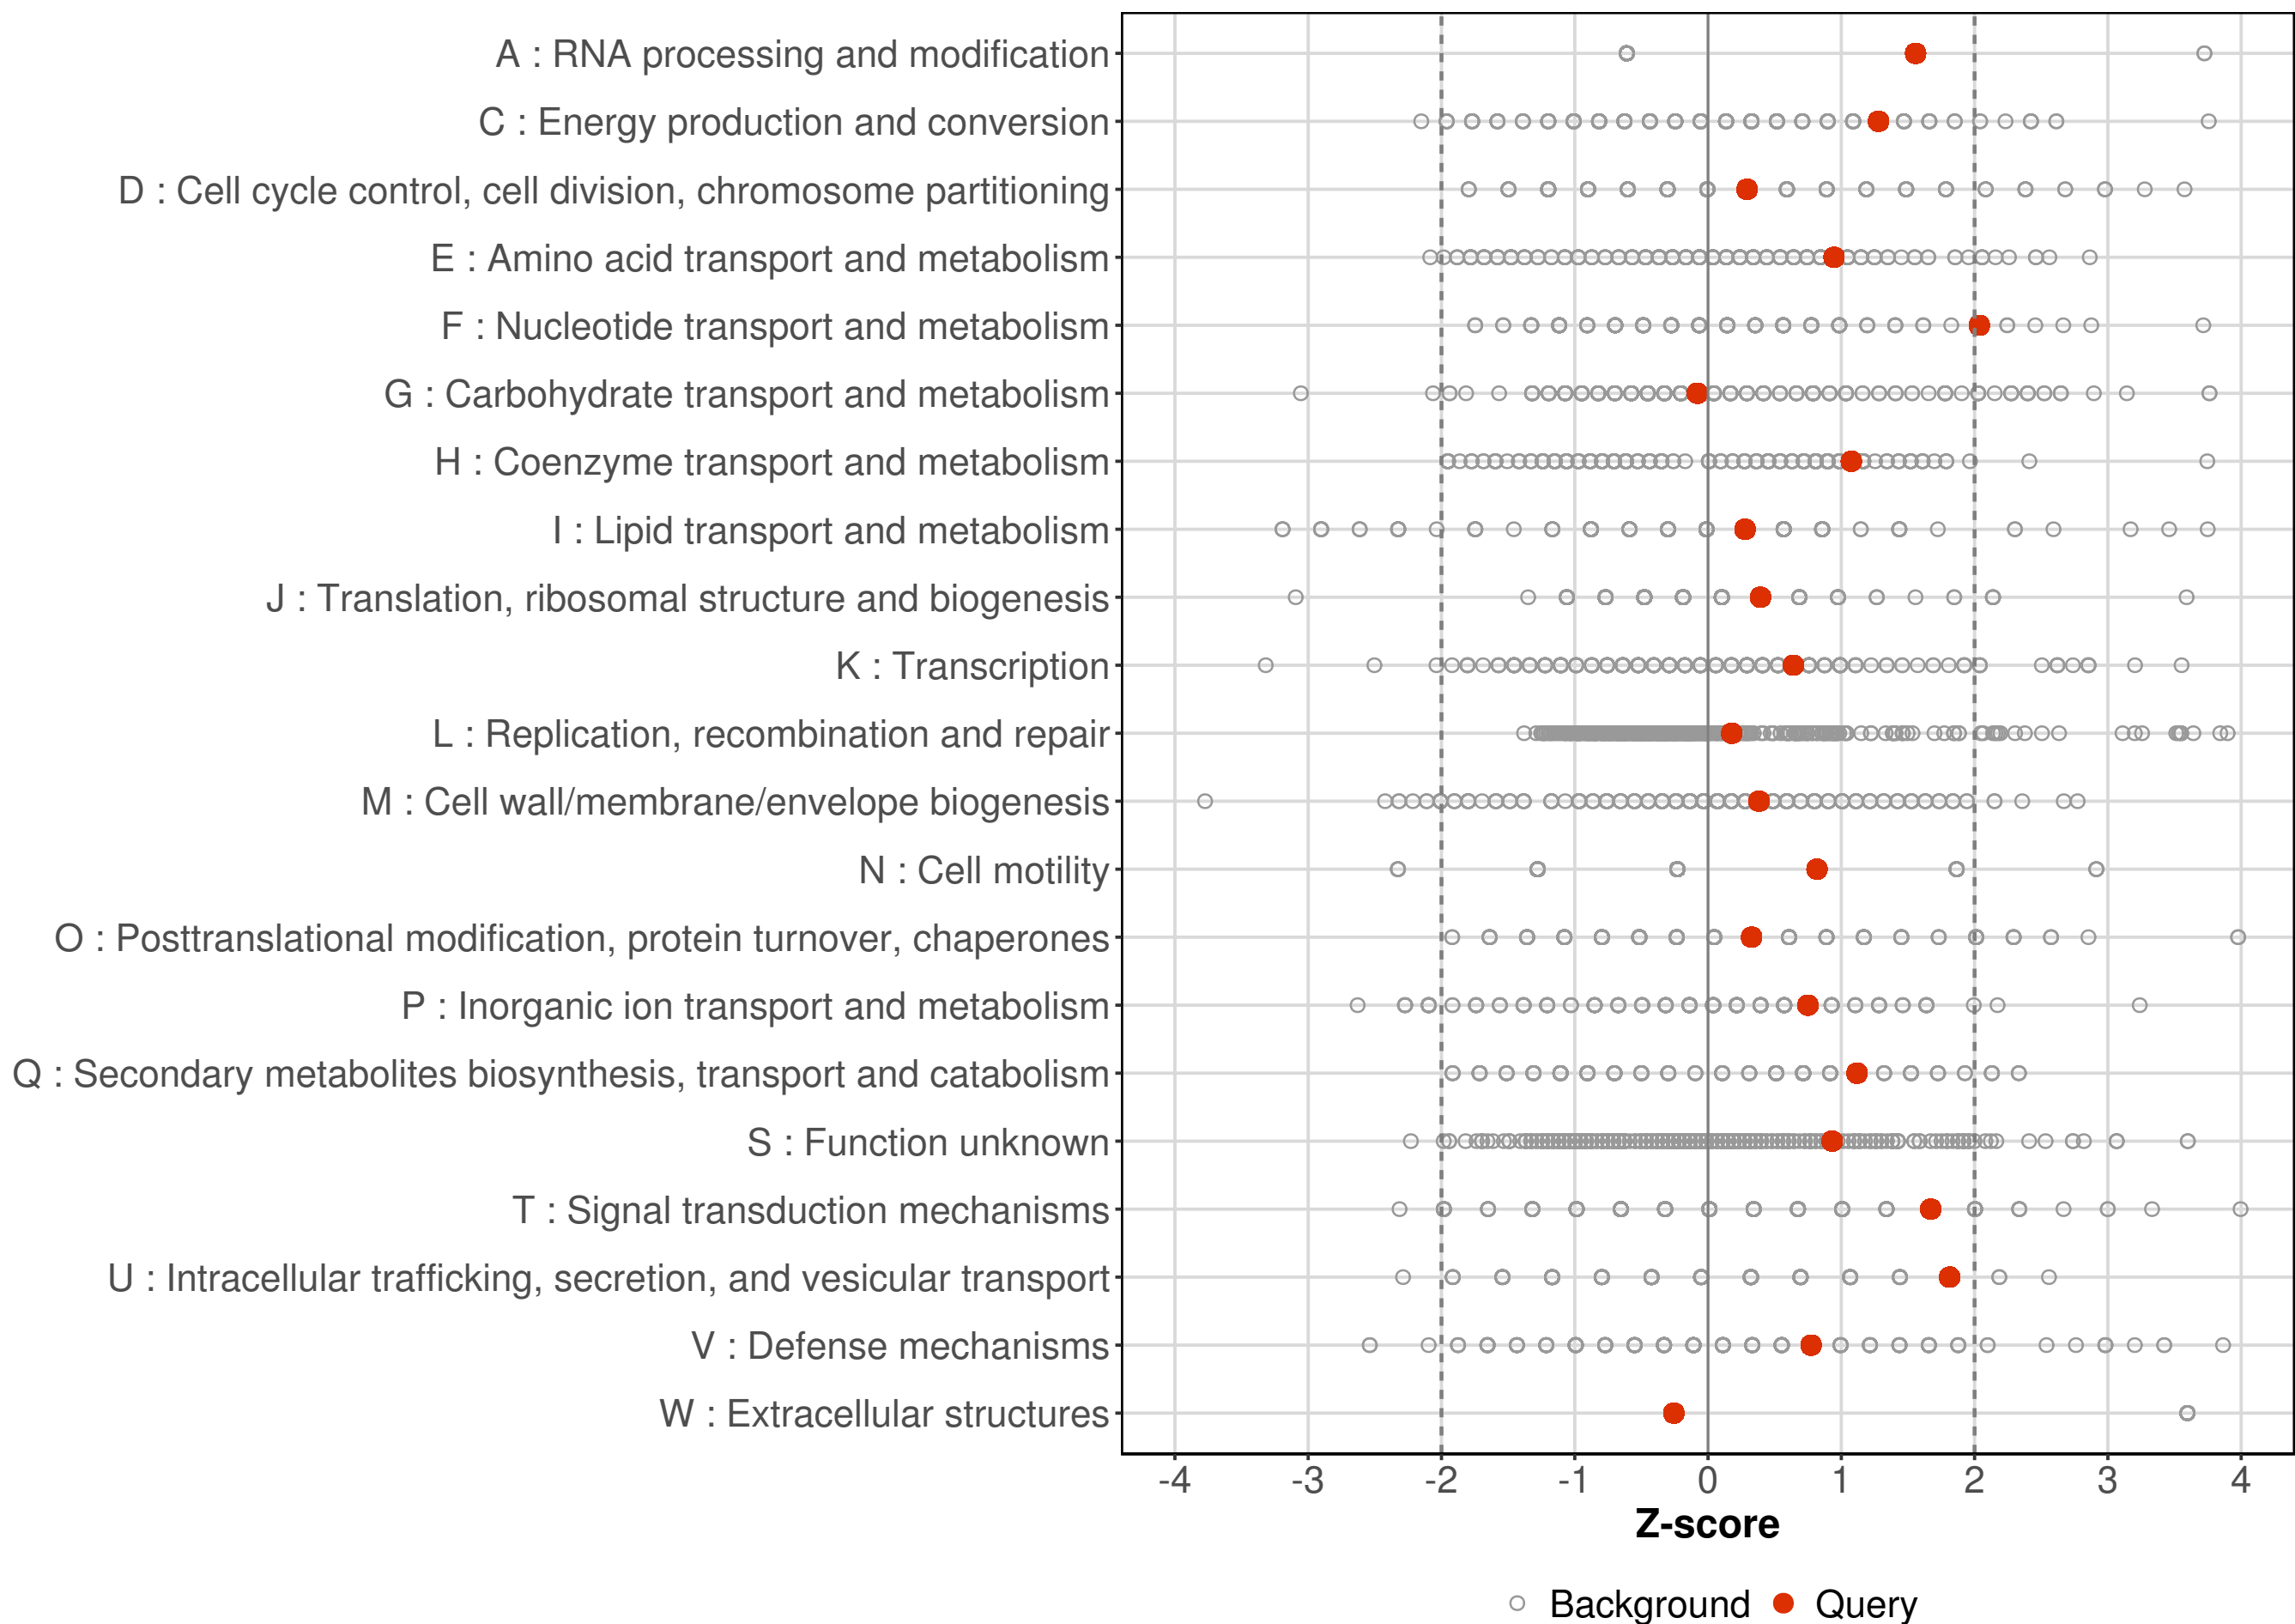 A : RNA processing and modification
C : Energy production and conversion
D : Cell cycle control, cell division, chromosome partitioning
E : Amino acid transport and metabolism
F : Nucleotide transport and metabolism
G : Carbohydrate transport and metabolism
H : Coenzyme transport and metabolism
I : Lipid transport and metabolism
J : Translation, ribosomal structure and biogenesis
K : Transcription
L : Replication, recombination and repair
M : Cell wall/membrane/envelope biogenesis
N : Cell motility
O : Posttranslational modification, protein turnover, chaperones
P : Inorganic ion transport and metabolism
Q : Secondary metabolites biosynthesis, transport and catabolism
S : Function unknown
T : Signal transduction mechanisms
U : Intracellular trafficking, secretion, and vesicular transport
V : Defense mechanisms
W : Extracellular structures
-4 -3 -2 -1 0 1 2 3 4
Z-score
Background Query